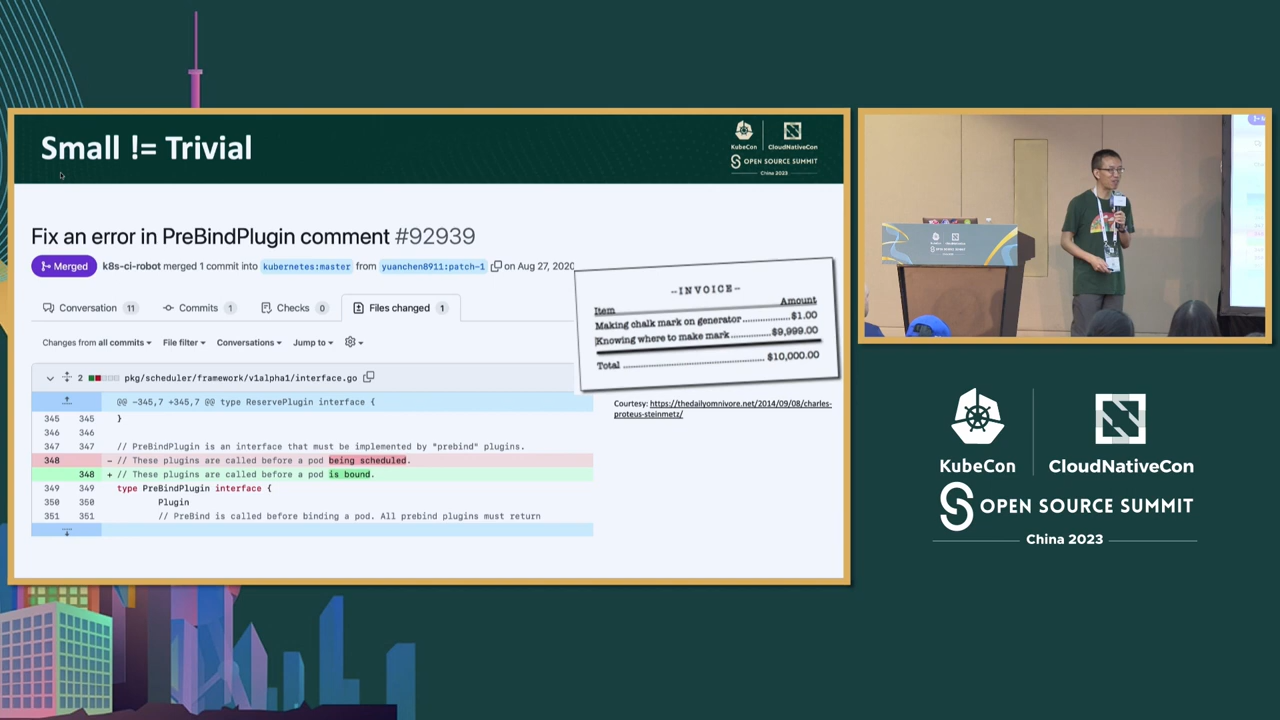 Small != Trivial
KubeCon CloudNativeCon
OPEN SOURCE SUMMIT
China 2023
Fix an error in PreBindPlugin comment #92939
Merged k8s-ci-robot merged 1 commit into kubernetes:master from yuanchen8911:patch-1 on Aug 27, 2020
Conversation 11 Commits 1 Checks 0 Files changed 1
Changes from all commits File filter Conversations Jump to
2 pkg/scheduler/framework/v1alpha1/interface.go
@@ -345,7 +345,7 @@ type ReservePlugin interface {
345 345 }
346 346
347 347 // PreBindPlugin is an interface that must be implemented by "prebind" plugins.
348 - // These plugins are called before a pod being scheduled.
348 + // These plugins are called before a pod is bound.
349 349 type PreBindPlugin interface {
350 350 Plugin
351 351 // PreBind is called before binding a pod. All prebind plugins must return
--INVOICE--
Item Amount
Making chalk mark on generator ............... $1.00
Knowing where to make mark ............ $9,999.00
Total ........................................ $10,000.00
Courtesy: https://thedailyomnivore.net/2014/09/08/charles-
proteus-steinmetz/
KubeCon CloudNativeCon
OPEN SOURCE SUMMIT
China 2023